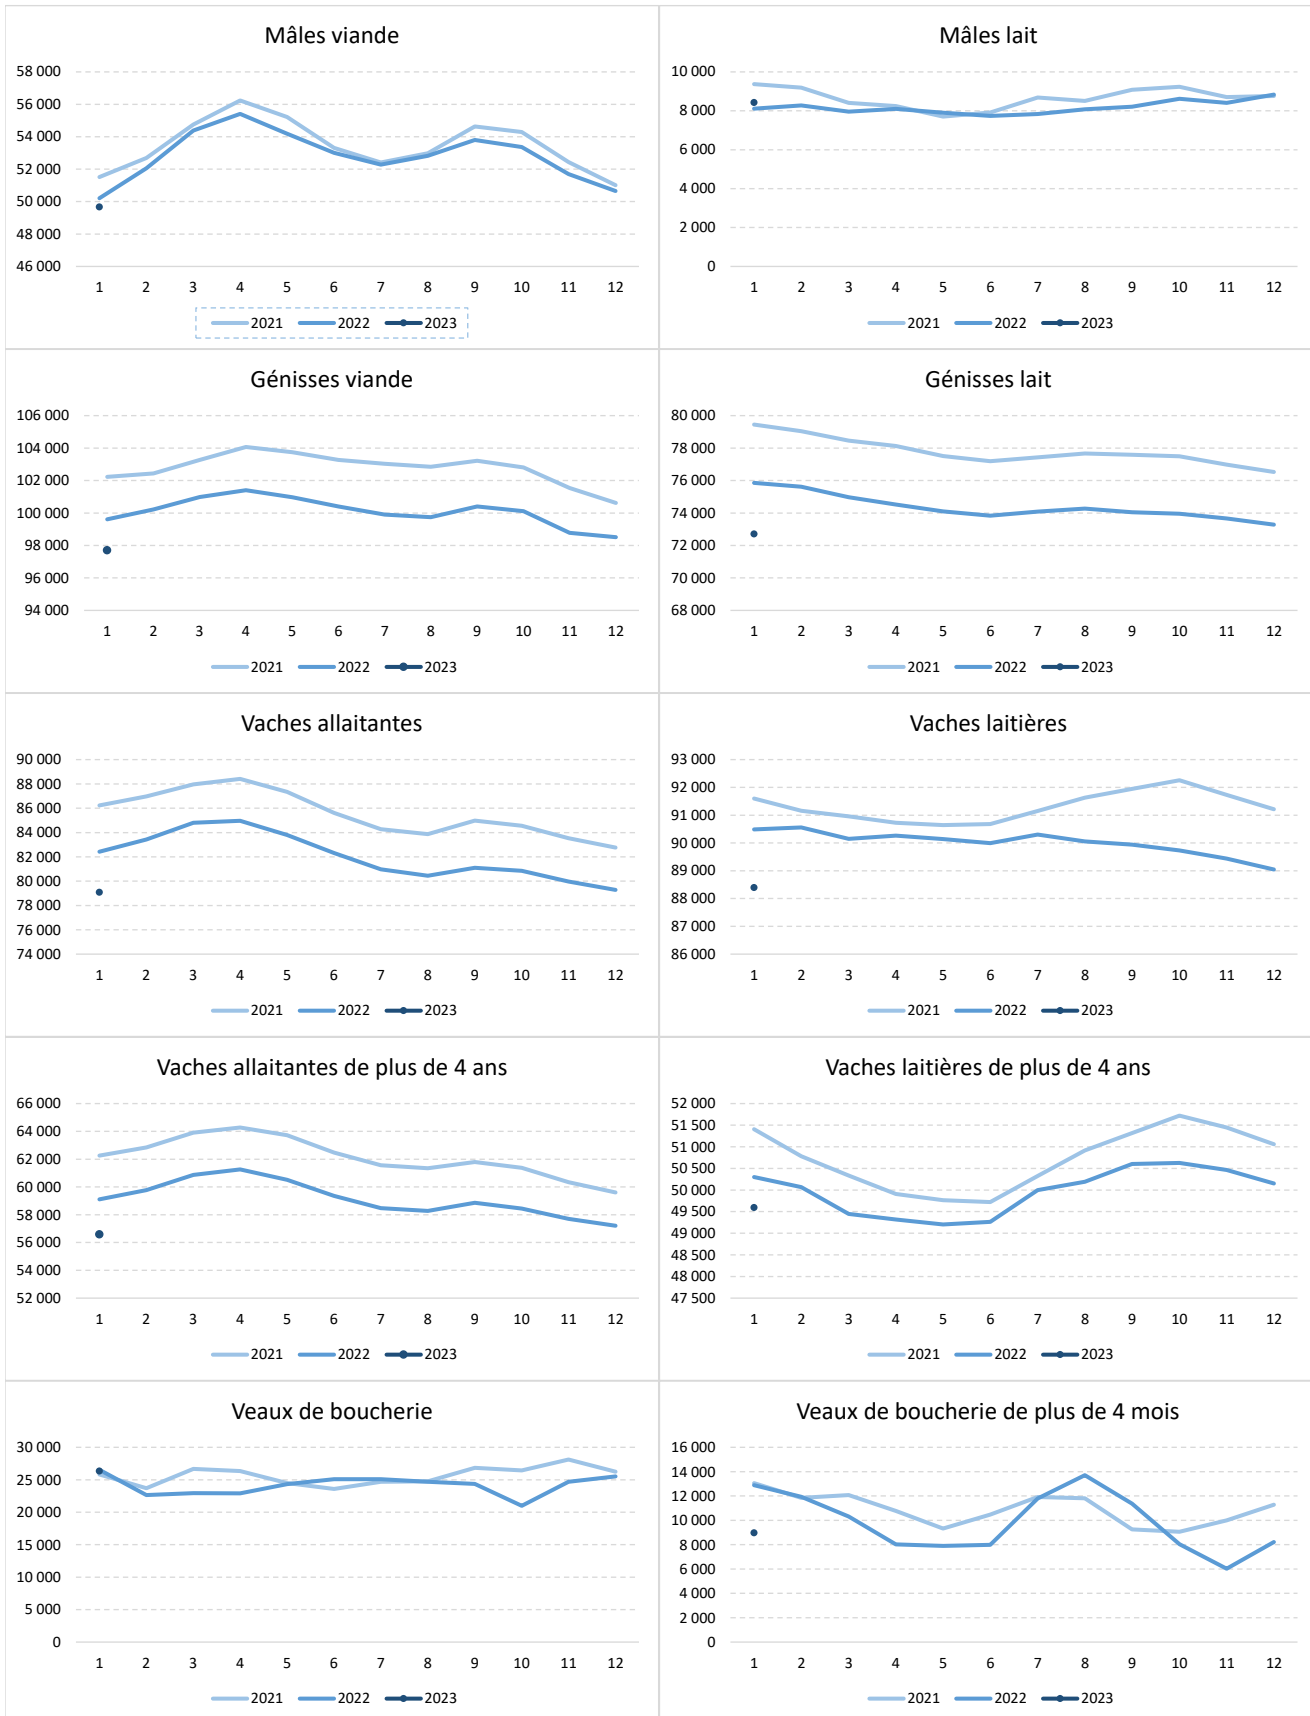 Mâles viande
58 000
56 000
54 000
52 000
50 000
48 000
46 000
1 2 3 4 5 6 7 8 9 10 11 12
2021 2022 2023
Mâles lait
10 000
8 000
6 000
4 000
2 000
0
1 2 3 4 5 6 7 8 9 10 11 12
2021 2022 2023
Génisses viande
106 000
104 000
102 000
100 000
98 000
96 000
94 000
1 2 3 4 5 6 7 8 9 10 11 12
2021 2022 2023
Génisses lait
80 000
78 000
76 000
74 000
72 000
70 000
68 000
1 2 3 4 5 6 7 8 9 10 11 12
2021 2022 2023
Vaches allaitantes
90 000
88 000
86 000
84 000
82 000
80 000
78 000
76 000
74 000
1 2 3 4 5 6 7 8 9 10 11 12
2021 2022 2023
Vaches laitières
93 000
92 000
91 000
90 000
89 000
88 000
87 000
86 000
1 2 3 4 5 6 7 8 9 10 11 12
2021 2022 2023
Vaches allaitantes de plus de 4 ans
66 000
64 000
62 000
60 000
58 000
56 000
54 000
52 000
1 2 3 4 5 6 7 8 9 10 11 12
2021 2022 2023
Vaches laitières de plus de 4 ans
52 000
51 500
51 000
50 500
50 000
49 500
49 000
48 500
48 000
47 500
1 2 3 4 5 6 7 8 9 10 11 12
2021 2022 2023
Veaux de boucherie
30 000
25 000
20 000
15 000
10 000
5 000
0
1 2 3 4 5 6 7 8 9 10 11 12
2021 2022 2023
Veaux de boucherie de plus de 4 mois
16 000
14 000
12 000
10 000
8 000
6 000
4 000
2 000
0
1 2 3 4 5 6 7 8 9 10 11 12
2021 2022 2023